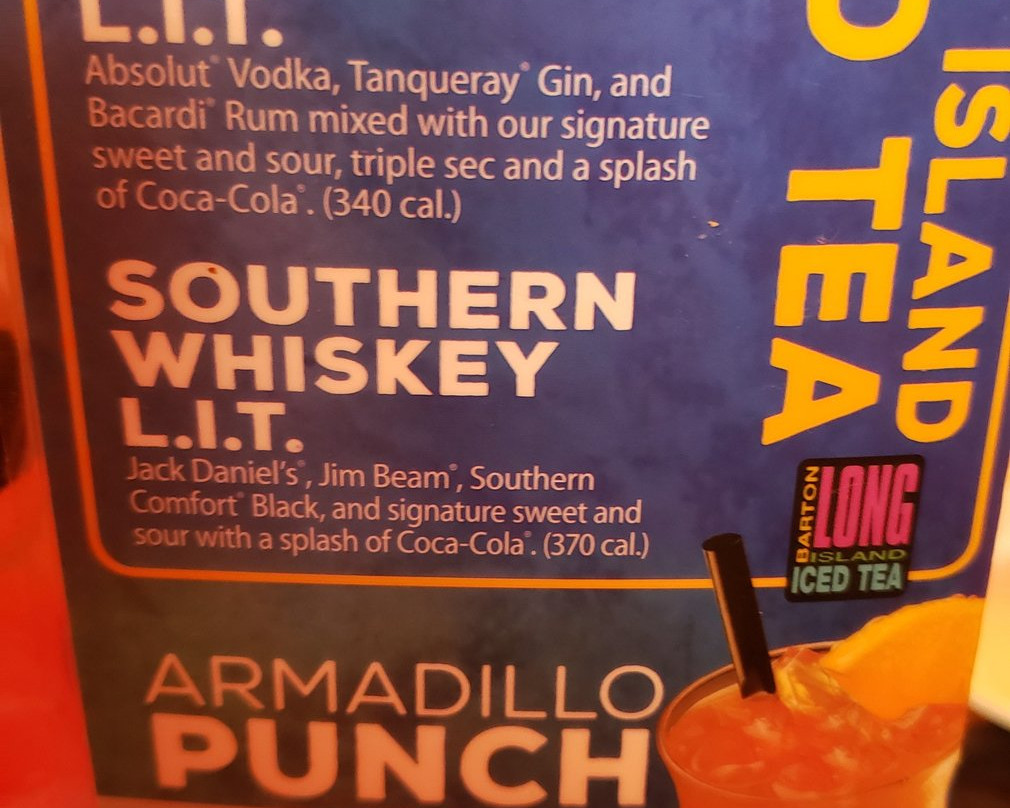 L.I.T.
Absolut® Vodka, Tanqueray® Gin, and
Bacardi® Rum mixed with our signature
sweet and sour, triple sec and a splash
of Coca-Cola®. (340 cal.)
SOUTHERN
WHISKEY
L.I.T.
Jack Daniel's®, Jim Beam®, Southern
Comfort® Black, and signature sweet and
sour with a splash of Coca-Cola®. (370 cal.)
ISLAND
D TEA
BARTON
LONG
ISLAND
ICED TEA
ARMADILLO
PUNCH